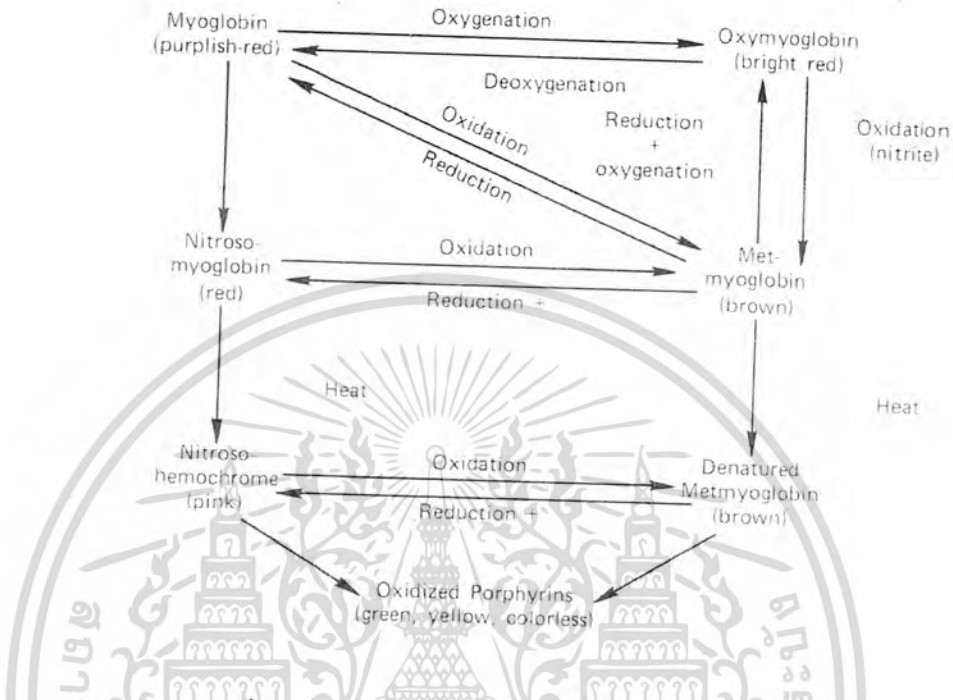 Myoglobin
(purplish-red)
Oxygenation
Oxymyoglobin
(bright red)
Deoxygenation
Oxidation
Reduction
Reduction
+
oxygenation
Oxidation
(nitrite)
Nitroso-
myoglobin
(red)
Oxidation
Reduction +
Met-
myoglobin
(brown)
Heat
Heat
Nitroso-
hemochrome
(pink)
Oxidation
Reduction +
Denatured
Metmyoglobin
(brown)
Oxidized Porphyrins
(green, yellow, colorless)